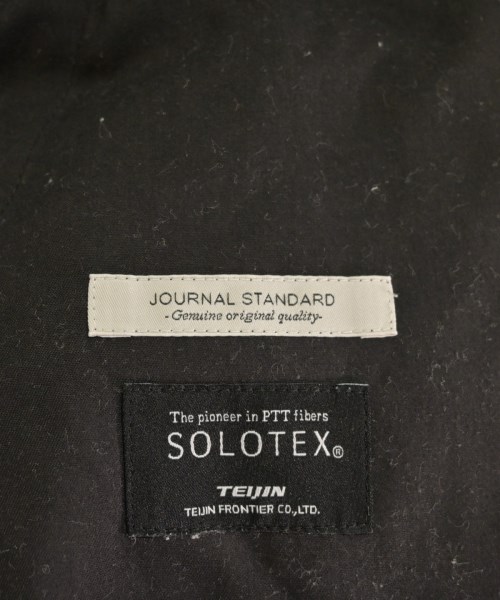 JOURNAL STANDARD
-Genuine original quality-
The pioneer in PTT fibers
SOLOTEX®
TEIJIN
TEIJIN FRONTIER CO.,LTD.